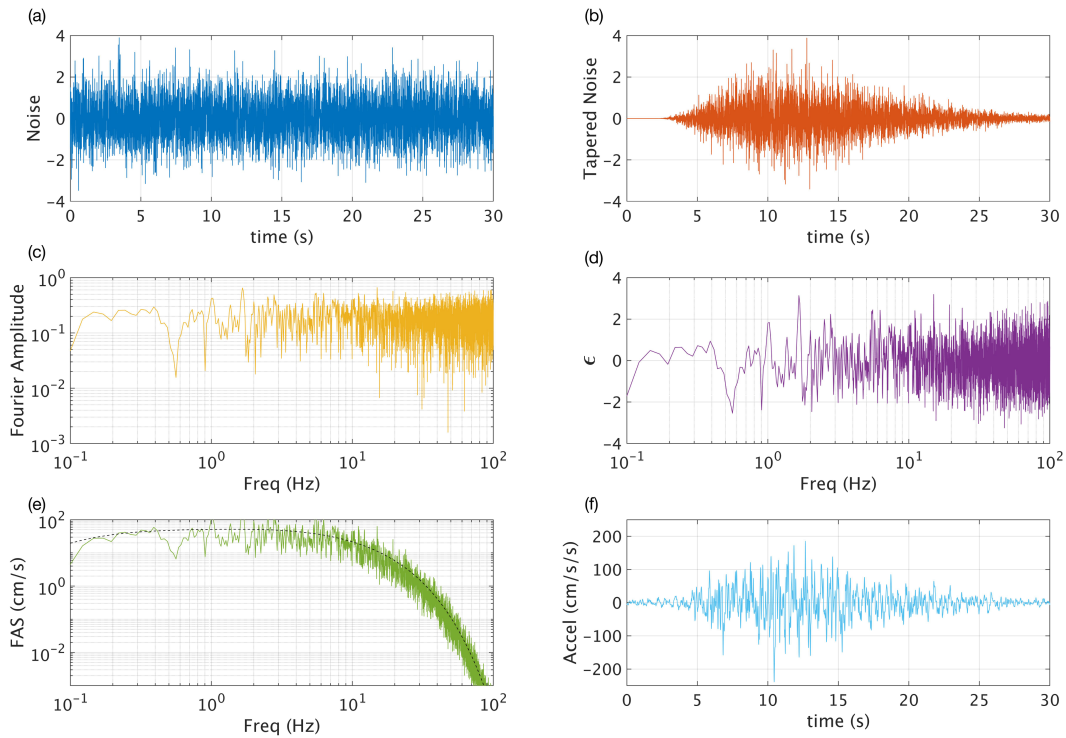 (a)
4
2
0
−2
−4
Noise
0 5 10 15 20 25 30
time (s)
(b)
4
2
0
−2
−4
Tapered Noise
0 5 10 15 20 25 30
time (s)
(c)
10⁰
10⁻¹
10⁻²
10⁻³
Fourier Amplitude
10⁻¹ 10⁰ 10¹ 10²
Freq (Hz)
(d)
4
2
0
−2
−4
ϵ
10⁻¹ 10⁰ 10¹ 10²
Freq (Hz)
(e)
10²
10⁰
10⁻²
FAS (cm/s)
10⁻¹ 10⁰ 10¹ 10²
Freq (Hz)
(f)
200
100
0
−100
−200
Accel (cm/s/s)
0 5 10 15 20 25 30
time (s)